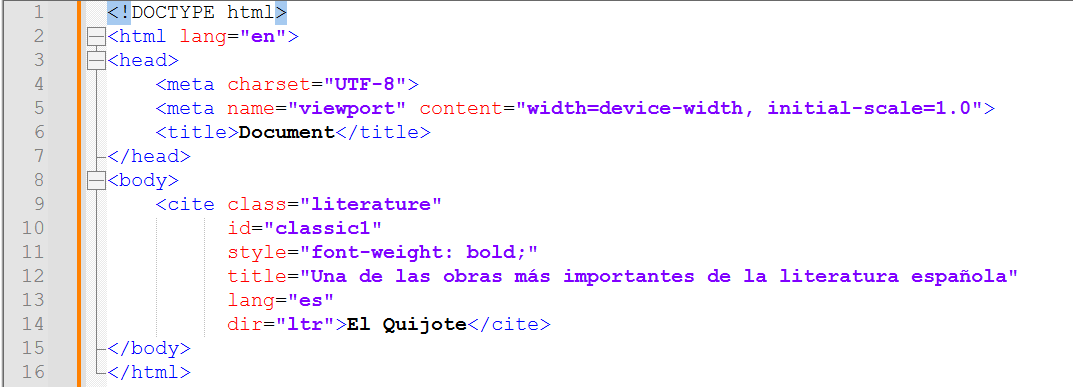 1 <!DOCTYPE html>
2 <html lang="en">
3 <head>
4     <meta charset="UTF-8">
5     <meta name="viewport" content="width=device-width, initial-scale=1.0">
6     <title>Document</title>
7 </head>
8 <body>
9     <cite class="literature"
10           id="classic1"
11           style="font-weight: bold;"
12           title="Una de las obras más importantes de la literatura española"
13           lang="es"
14           dir="ltr">El Quijote</cite>
15 </body>
16 </html>